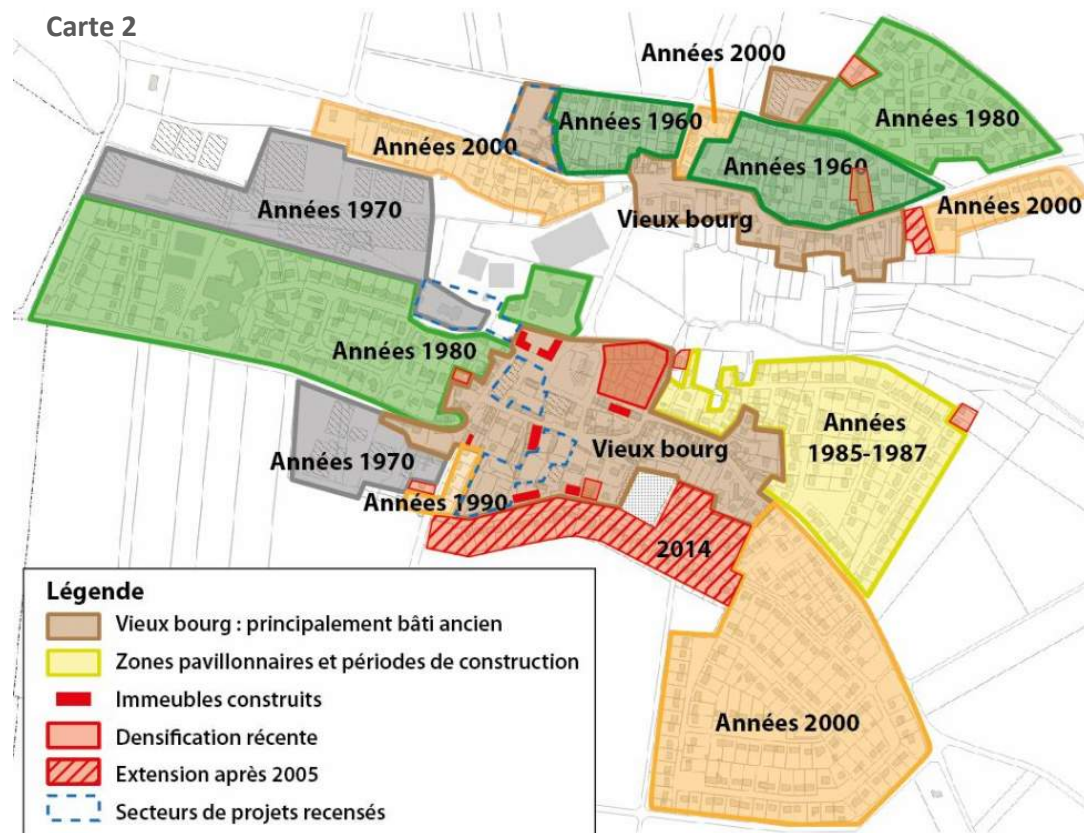 Carte 2
Années 2000
Années 1960
Années 1980
Années 2000
Années 1960
Années 1970
Années 2000
Vieux bourg
Années 1980
Années
1985-1987
Vieux bourg
Années 1970
Années 1990
2014
Années 2000
Légende
Vieux bourg : principalement bâti ancien
Zones pavillonnaires et périodes de construction
Immeubles construits
Densification récente
Extension après 2005
Secteurs de projets recensés